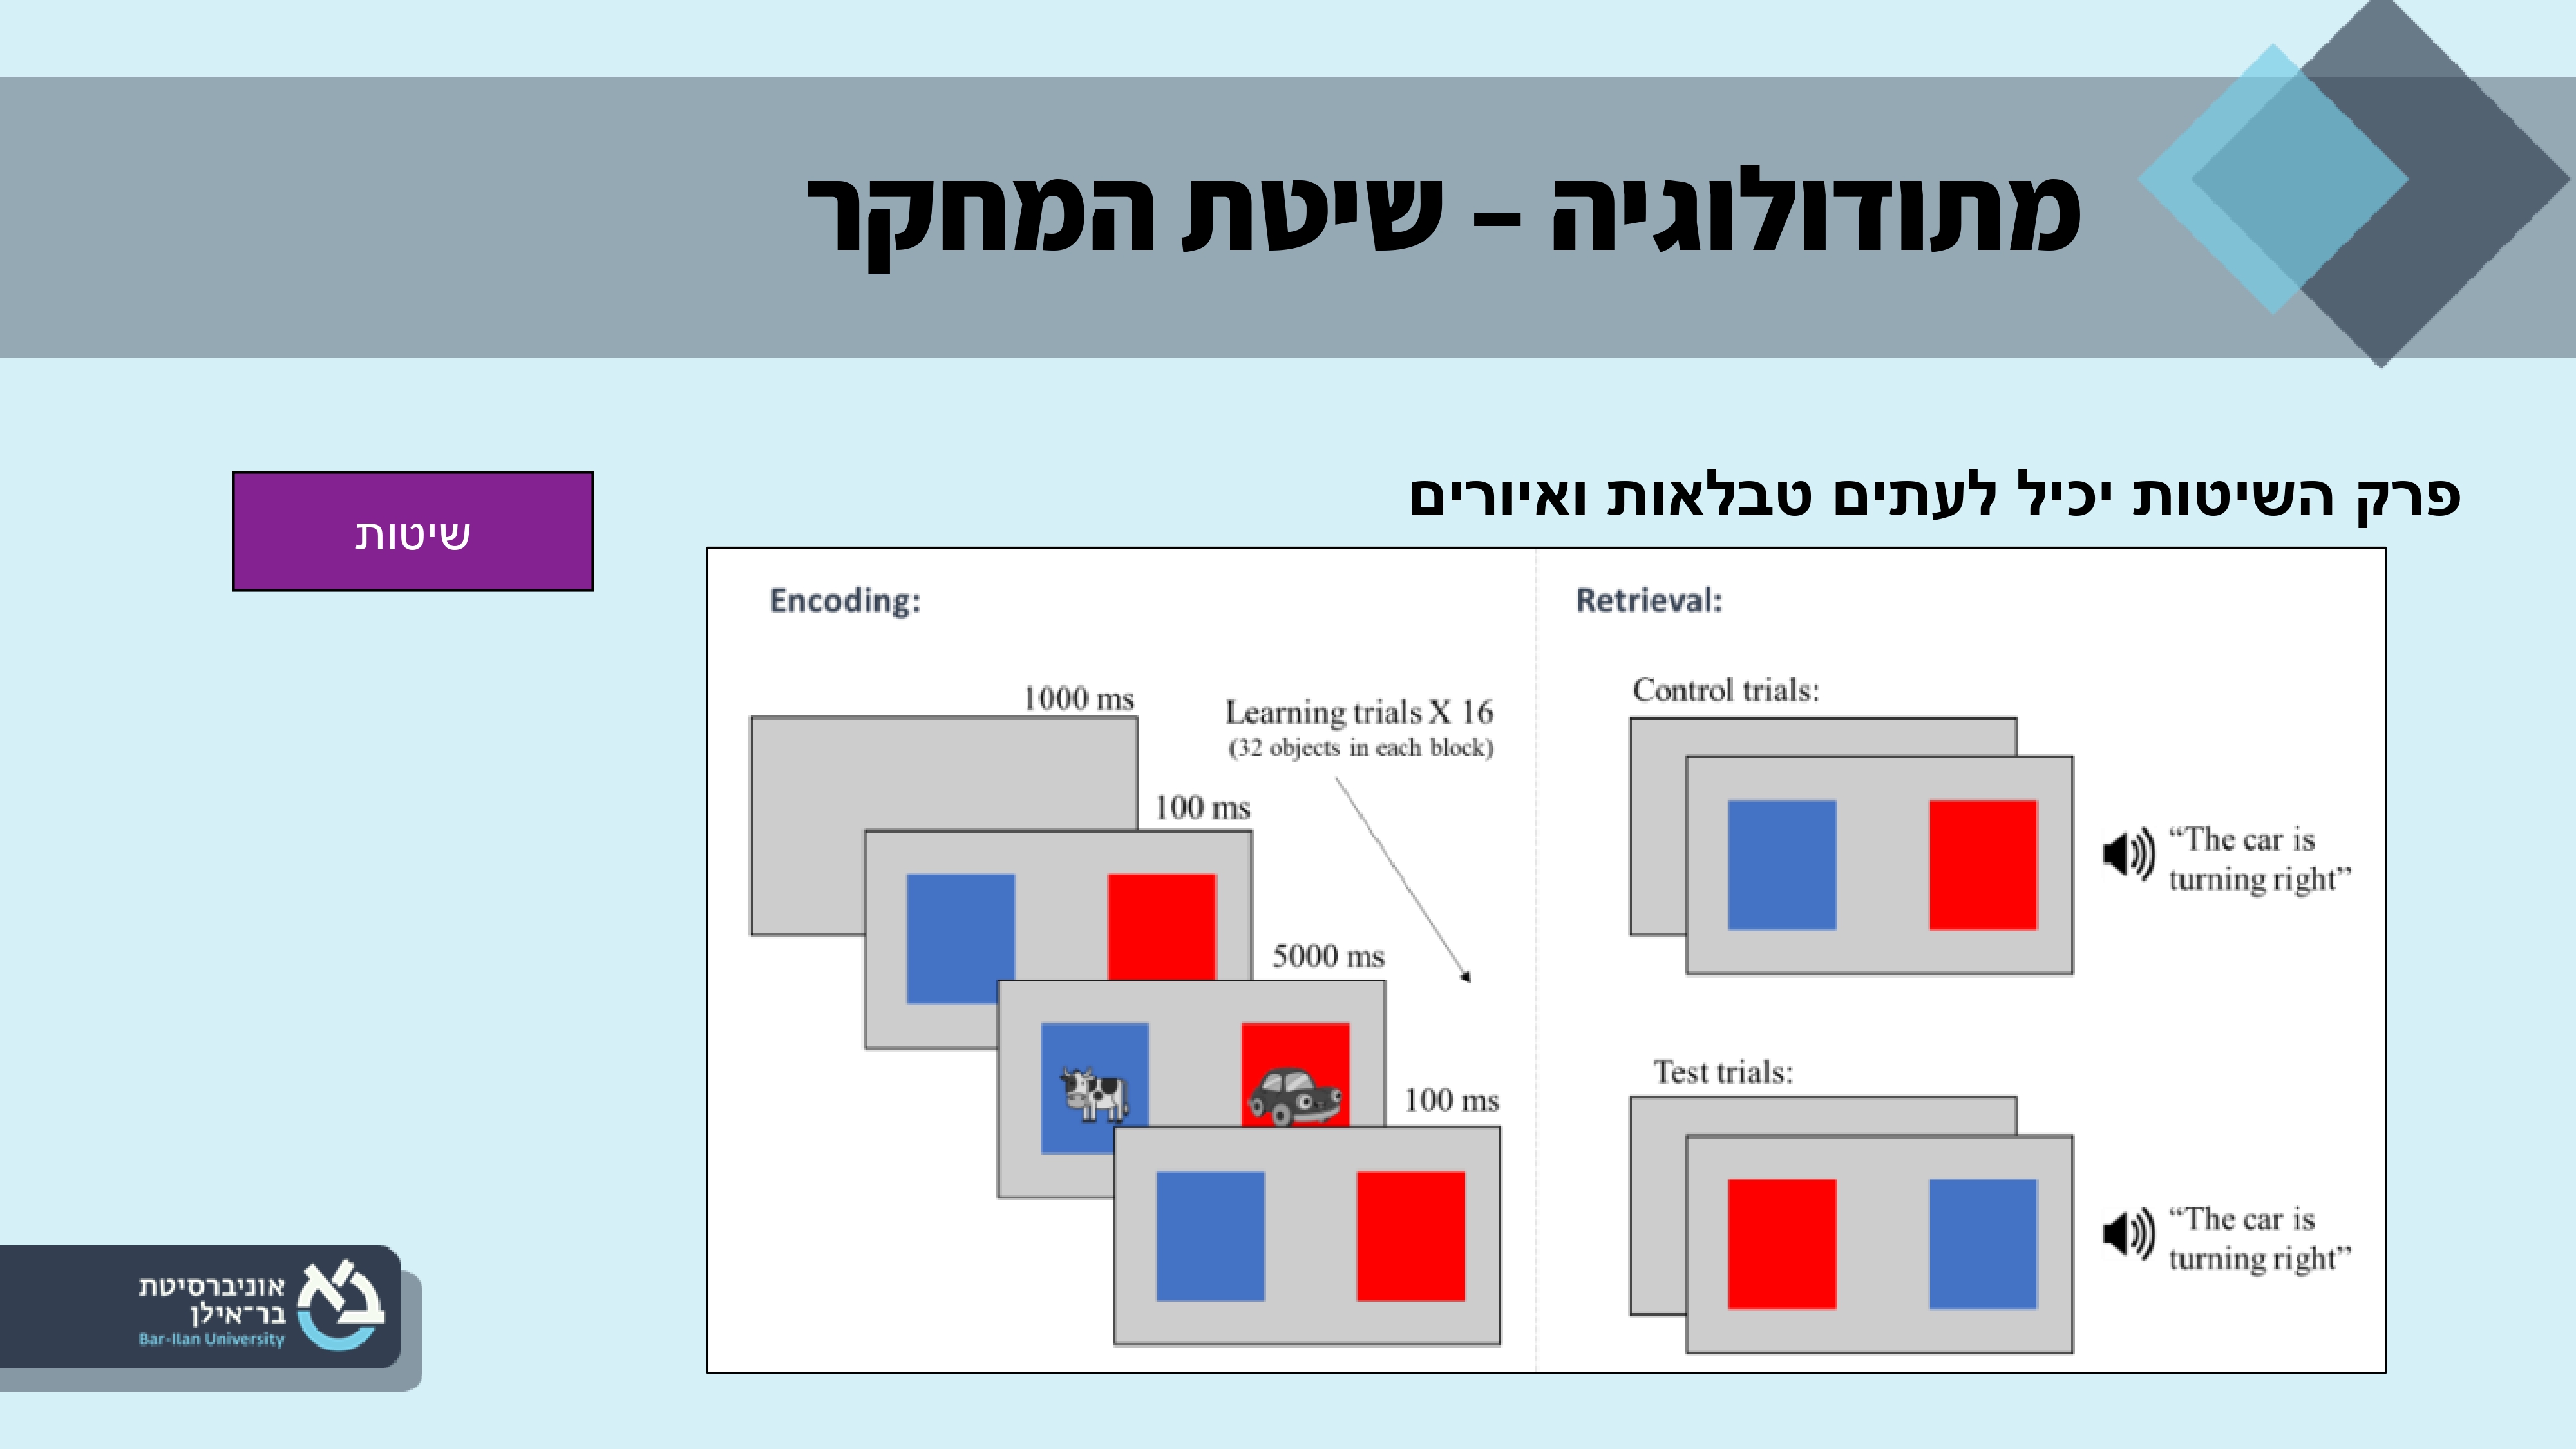 מתודולוגיה – שיטת המחקר
פרק השיטות יכיל לעתים טבלאות ואיורים
שיטות
Encoding:
1000 ms
Learning trials X 16
(32 objects in each block)
100 ms
5000 ms
100 ms
Retrieval:
Control trials:
“The car is
turning right”
Test trials:
“The car is
turning right”
אוניברסיטת
בר־אילן
Bar-Ilan University